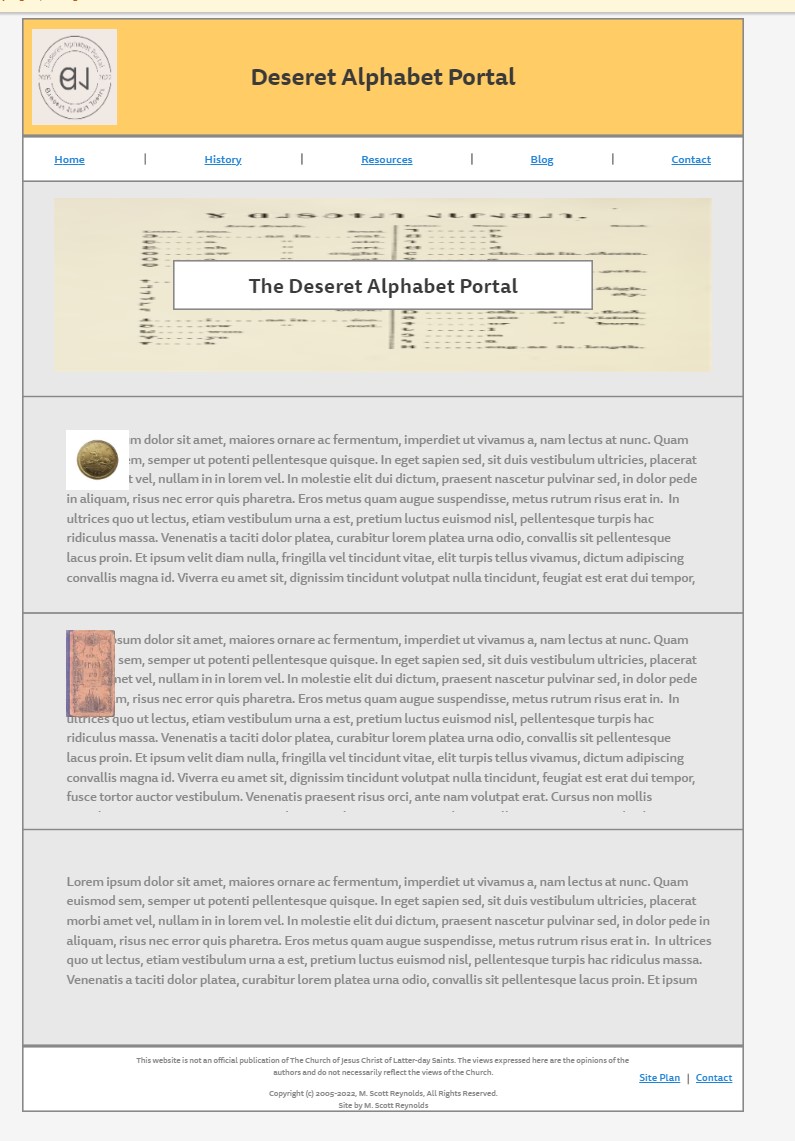 Deseret Alphabet Portal
Deseret Alphabet Portal
Home | History | Resources | Blog | Contact
as in
The Deseret Alphabet Portal
eng as in length.
um dolor sit amet, maiores ornare ac fermentum, imperdiet ut vivamus a, nam lectus at nunc. Quam
em, semper ut potenti pellentesque quisque. In eget sapien sed, sit duis vestibulum ultricies, placerat
t vel, nullam in in lorem vel. In molestie elit dui dictum, praesent nascetur pulvinar sed, in dolor pede
in aliquam, risus nec error quis pharetra. Eros metus quam augue suspendisse, metus rutrum risus erat in. In
ultrices quo ut lectus, etiam vestibulum urna a est, pretium luctus euismod nisl, pellentesque turpis hac
ridiculus massa. Venenatis a taciti dolor platea, curabitur lorem platea urna odio, convallis sit pellentesque
lacus proin. Et ipsum velit diam nulla, fringilla vel tincidunt vitae, elit turpis tellus vivamus, dictum adipiscing
convallis magna id. Viverra eu amet sit, dignissim tincidunt volutpat nulla tincidunt, feugiat est erat dui tempor,
sum dolor sit amet, maiores ornare ac fermentum, imperdiet ut vivamus a, nam lectus at nunc. Quam
sem, semper ut potenti pellentesque quisque. In eget sapien sed, sit duis vestibulum ultricies, placerat
met vel, nullam in in lorem vel. In molestie elit dui dictum, praesent nascetur pulvinar sed, in dolor pede
m, risus nec error quis pharetra. Eros metus quam augue suspendisse, metus rutrum risus erat in. In
ultrices quo ut lectus, etiam vestibulum urna a est, pretium luctus euismod nisl, pellentesque turpis hac
ridiculus massa. Venenatis a taciti dolor platea, curabitur lorem platea urna odio, convallis sit pellentesque
lacus proin. Et ipsum velit diam nulla, fringilla vel tincidunt vitae, elit turpis tellus vivamus, dictum adipiscing
convallis magna id. Viverra eu amet sit, dignissim tincidunt volutpat nulla tincidunt, feugiat est erat dui tempor,
fusce tortor auctor vestibulum. Venenatis praesent risus orci, ante nam volutpat erat. Cursus non mollis
Lorem ipsum dolor sit amet, maiores ornare ac fermentum, imperdiet ut vivamus a, nam lectus at nunc. Quam
euismod sem, semper ut potenti pellentesque quisque. In eget sapien sed, sit duis vestibulum ultricies, placerat
morbi amet vel, nullam in in lorem vel. In molestie elit dui dictum, praesent nascetur pulvinar sed, in dolor pede in
aliquam, risus nec error quis pharetra. Eros metus quam augue suspendisse, metus rutrum risus erat in. In ultrices
quo ut lectus, etiam vestibulum urna a est, pretium luctus euismod nisl, pellentesque turpis hac ridiculus massa.
Venenatis a taciti dolor platea, curabitur lorem platea urna odio, convallis sit pellentesque lacus proin. Et ipsum
This website is not an official publication of The Church of Jesus Christ of Latter-day Saints. The views expressed here are the opinions of the
authors and do not necessarily reflect the views of the Church.
Site Plan | Contact
Copyright (c) 2005-2022, M. Scott Reynolds, All Rights Reserved.
Site by M. Scott Reynolds